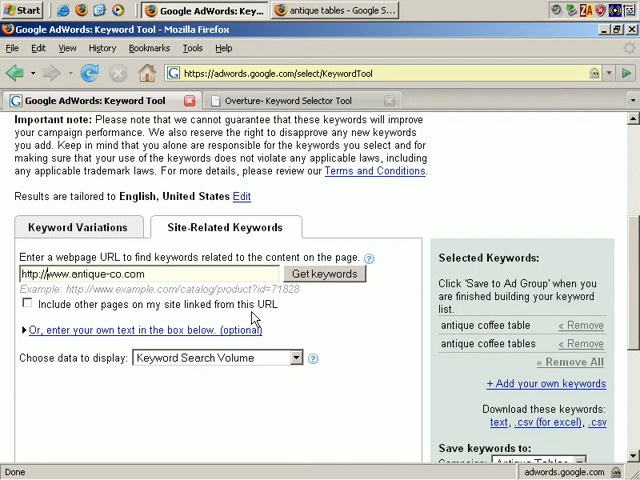 Start
Google AdWords: Key...
antique tables - Google S...
Google AdWords: Keyword Tool - Mozilla Firefox
File Edit View History Bookmarks Tools Help
https://adwords.google.com/select/KeywordTool
Google AdWords: Keyword Tool
Overture- Keyword Selector Tool
Important note: Please note that we cannot guarantee that these keywords will improve
your campaign performance. We also reserve the right to disapprove any new keywords
you add. Keep in mind that you alone are responsible for the keywords you select and for
making sure that your use of the keywords does not violate any applicable laws, including
any applicable trademark laws. For more details, please review our Terms and Conditions.
Results are tailored to English, United States Edit
Keyword Variations
Site-Related Keywords
Enter a webpage URL to find keywords related to the content on the page. ?
http://www.antique-co.com
Get keywords
Example: http://www.example.com/catalog/product?id=71828
Include other pages on my site linked from this URL
Or, enter your own text in the box below. (optional)
Choose data to display: Keyword Search Volume ?
Selected Keywords:
Click 'Save to Ad Group' when you are finished building your keyword list.
antique coffee table « Remove
antique coffee tables « Remove
« Remove All
+ Add your own keywords
Download these keywords:
text, .csv (for excel), .csv
Save keywords to:
Campaign: Antique Tables
Done
adwords.google.com